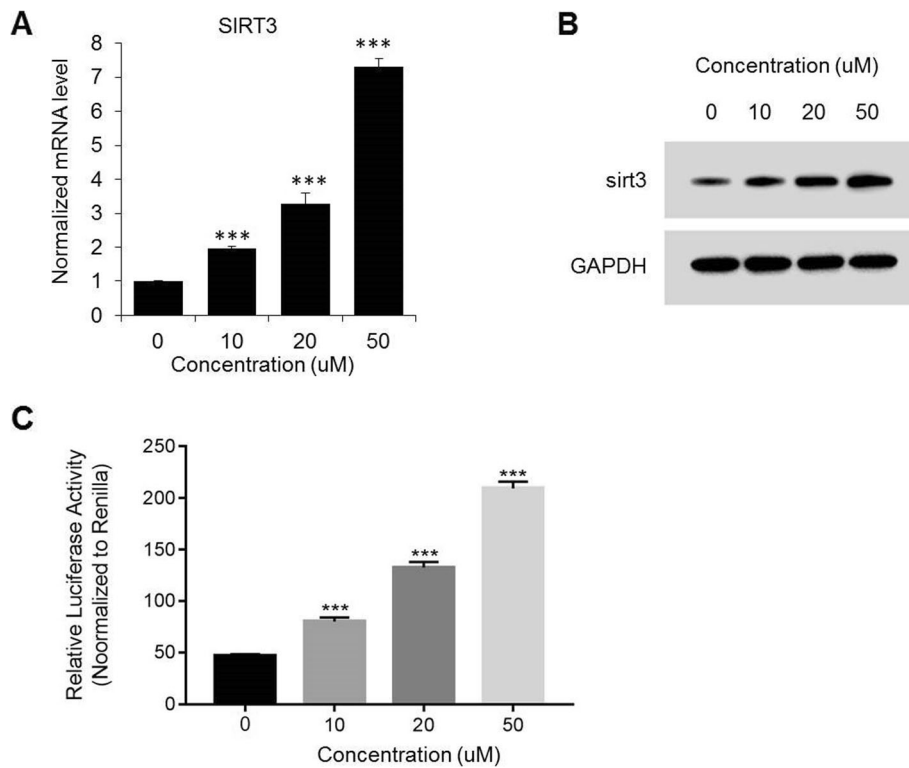 A
SIRT3
Normalized mRNA level
8
7
6
5
4
3
2
1
0
***
***
***
0 10 20 50
Concentration (uM)
B
Concentration (uM)
0 10 20 50
sirt3
GAPDH
C
Relative Luciferase Activity
(Noormalized to Renilla)
250
200
150
100
50
0
***
***
***
0 10 20 50
Concentration (uM)